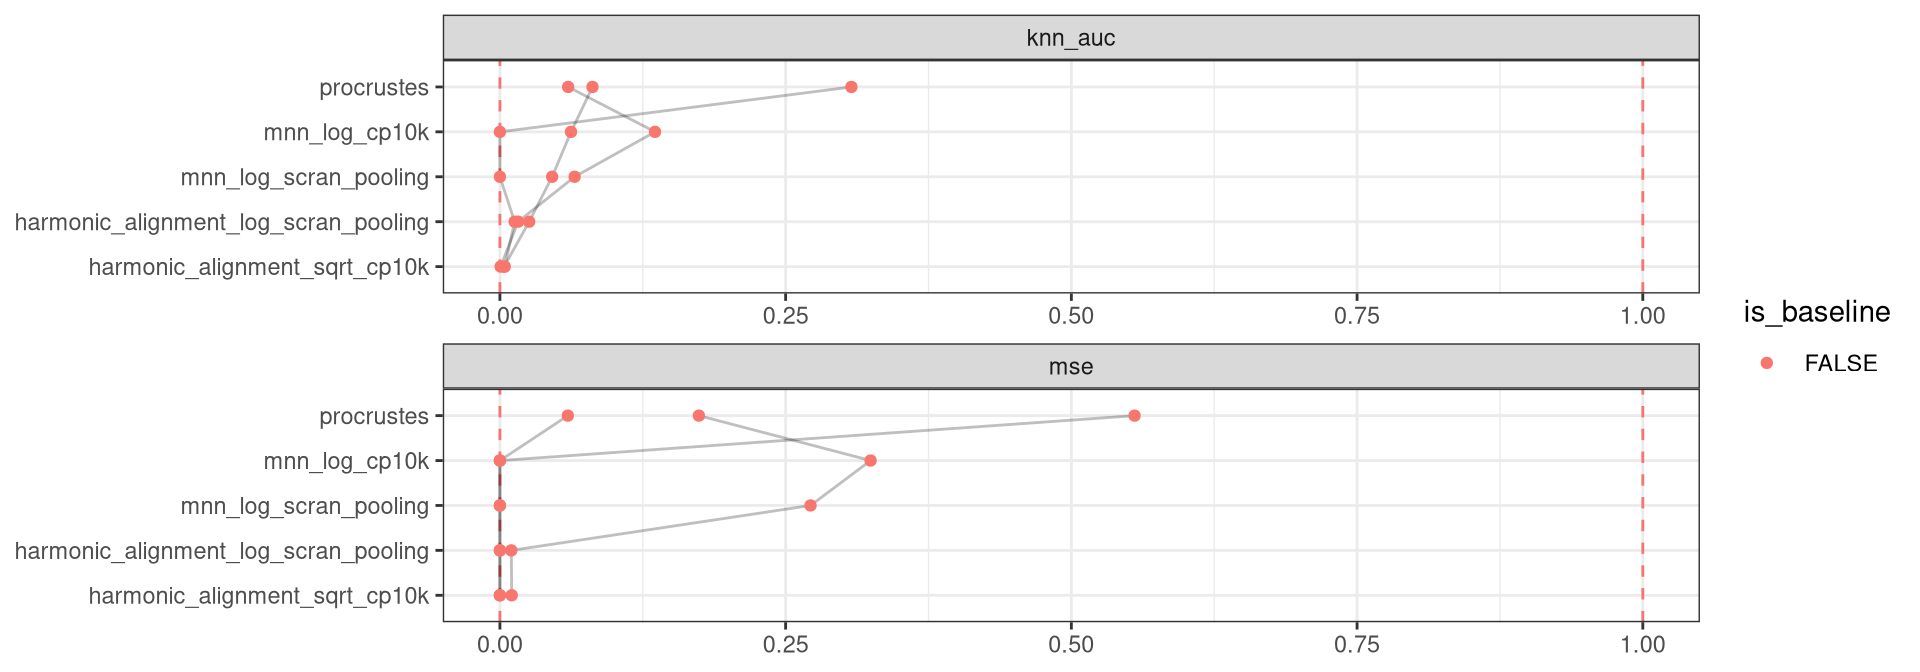 knn_auc
procrustes
mnn_log_cp10k
mnn_log_scran_pooling
harmonic_alignment_log_scran_pooling
harmonic_alignment_sqrt_cp10k
0.00 0.25 0.50 0.75 1.00
is_baseline
FALSE
mse
procrustes
mnn_log_cp10k
mnn_log_scran_pooling
harmonic_alignment_log_scran_pooling
harmonic_alignment_sqrt_cp10k
0.00 0.25 0.50 0.75 1.00